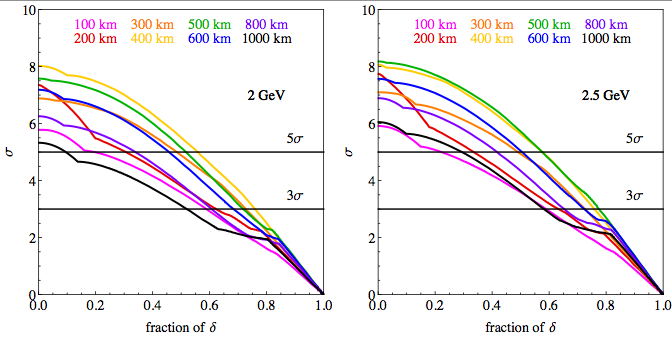 10
8
6
4
2
0
σ
100 km 300 km 500 km 800 km
200 km 400 km 600 km 1000 km
2 GeV
5σ
3σ
0.0 0.2 0.4 0.6 0.8 1.0
fraction of δ
10
8
6
4
2
0
σ
100 km 300 km 500 km 800 km
200 km 400 km 600 km 1000 km
2.5 GeV
5σ
3σ
0.0 0.2 0.4 0.6 0.8 1.0
fraction of δ